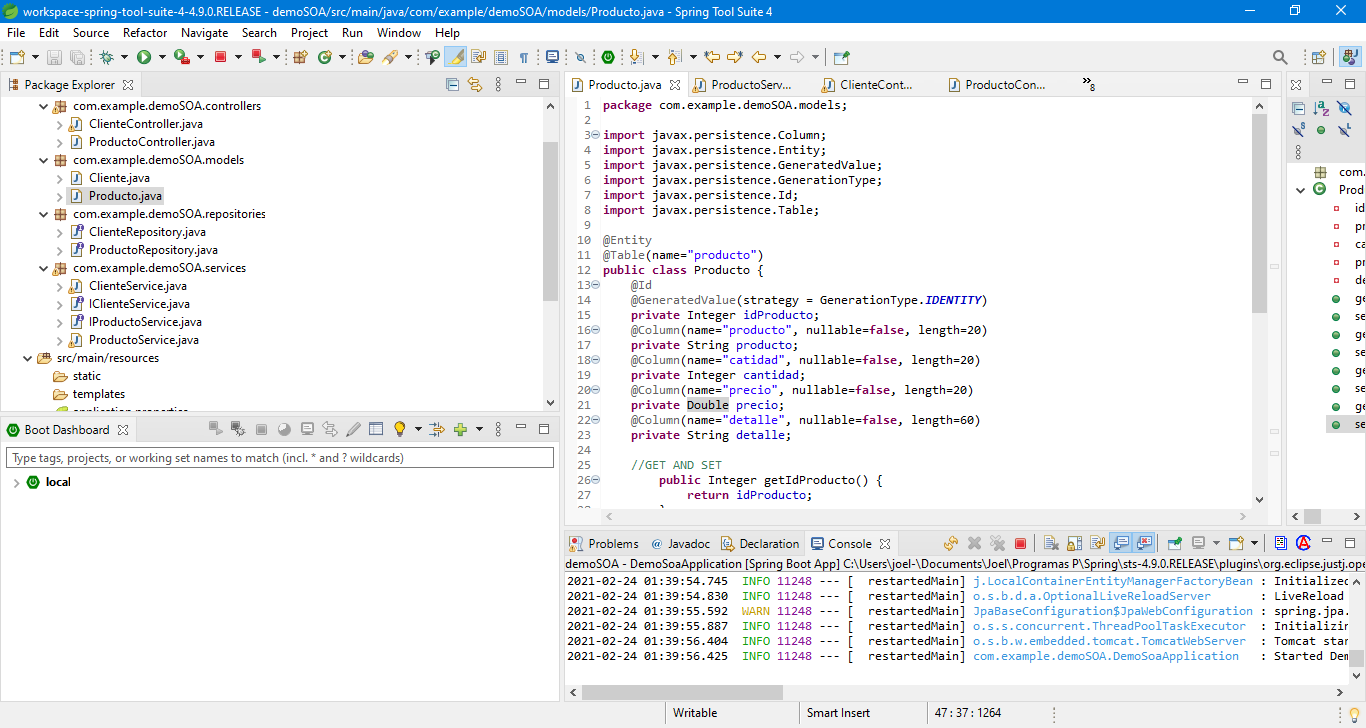 workspace-spring-tool-suite-4-4.9.0.RELEASE - demoSOA/src/main/java/com/example/demoSOA/models/Producto.java - Spring Tool Suite 4
File Edit Source Refactor Navigate Search Project Run Window Help
Package Explorer
com.example.demoSOA.controllers
ClienteController.java
ProductoController.java
com.example.demoSOA.models
Cliente.java
Producto.java
com.example.demoSOA.repositories
ClienteRepository.java
ProductoRepository.java
com.example.demoSOA.services
ClienteService.java
IClienteService.java
IProductoService.java
ProductoService.java
src/main/resources
static
templates
application.properties
Boot Dashboard
Type tags, projects, or working set names to match (incl. * and ? wildcards)
local
Producto.java ProductoServ... ClienteCont... ProductoCon... »8
1 package com.example.demoSOA.models;
2
3 import javax.persistence.Column;
4 import javax.persistence.Entity;
5 import javax.persistence.GeneratedValue;
6 import javax.persistence.GenerationType;
7 import javax.persistence.Id;
8 import javax.persistence.Table;
9
10 @Entity
11 @Table(name="producto")
12 public class Producto {
13 @Id
14 @GeneratedValue(strategy = GenerationType.IDENTITY)
15 private Integer idProducto;
16 @Column(name="producto", nullable=false, length=20)
17 private String producto;
18 @Column(name="catidad", nullable=false, length=20)
19 private Integer cantidad;
20 @Column(name="precio", nullable=false, length=20)
21 private Double precio;
22 @Column(name="detalle", nullable=false, length=60)
23 private String detalle;
24
25 //GET AND SET
26 public Integer getIdProducto() {
27 return idProducto;
com.
Prod
id
pr
ca
pr
de
ge
se
ge
se
ge
se
ge
se
Problems @ Javadoc Declaration Console
demoSOA - DemoSoaApplication [Spring Boot App] C:\Users\joel-\Documents\Joel\Programas P\Spring\sts-4.9.0.RELEASE\plugins\org.eclipse.justj.ope
2021-02-24 01:39:54.745 INFO 11248 --- [ restartedMain] j.LocalContainerEntityManagerFactoryBean : Initialized
2021-02-24 01:39:54.830 INFO 11248 --- [ restartedMain] o.s.b.d.a.OptionalLiveReloadServer : LiveReload
2021-02-24 01:39:55.592 WARN 11248 --- [ restartedMain] JpaBaseConfiguration$JpaWebConfiguration : spring.jpa.
2021-02-24 01:39:55.887 INFO 11248 --- [ restartedMain] o.s.s.concurrent.ThreadPoolTaskExecutor : Initializin
2021-02-24 01:39:56.404 INFO 11248 --- [ restartedMain] o.s.b.w.embedded.tomcat.TomcatWebServer : Tomcat star
2021-02-24 01:39:56.425 INFO 11248 --- [ restartedMain] com.example.demoSOA.DemoSoaApplication : Started Dem
Writable Smart Insert 47 : 37 : 1264